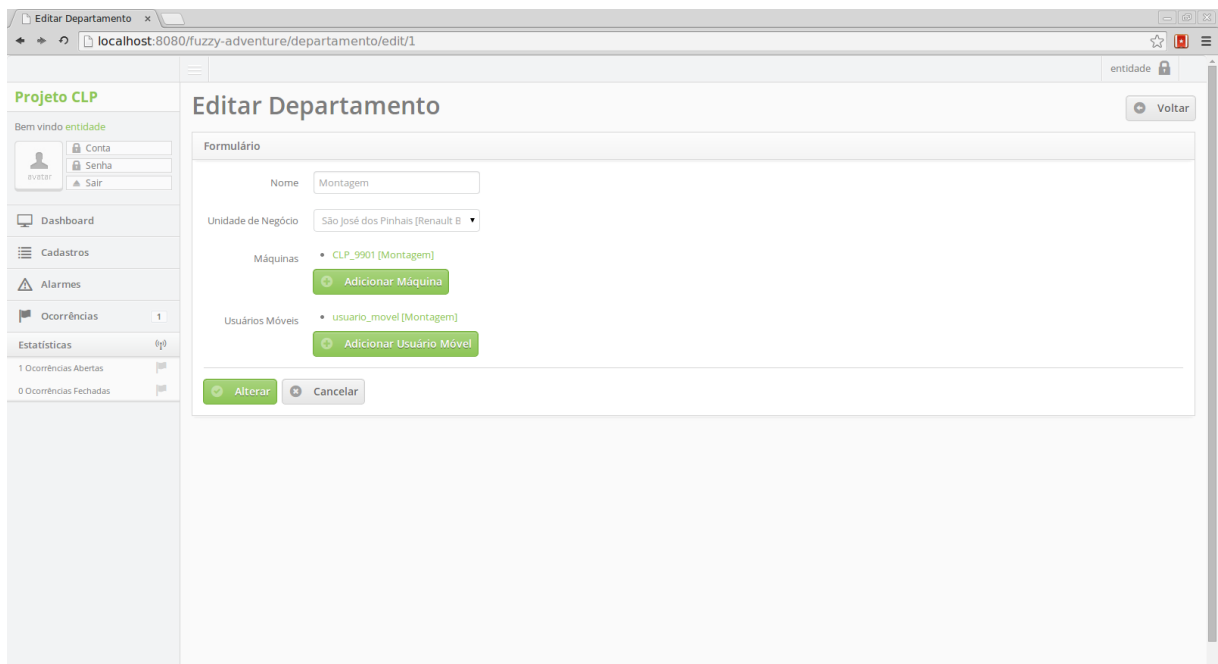 Editar Departamento
localhost:8080/fuzzy-adventure/departamento/edit/1
entidade
Projeto CLP
Bem vindo entidade
avatar
Conta
Senha
Sair
Dashboard
Cadastros
Alarmes
Ocorrências 1
Estatísticas
1 Ocorrências Abertas
0 Ocorrências Fechadas
Editar Departamento
Voltar
Formulário
Nome Montagem
Unidade de Negócio São José dos Pinhais [Renault B
Máquinas CLP_9901 [Montagem]
Adicionar Máquina
Usuários Móveis usuario_movel [Montagem]
Adicionar Usuário Móvel
Alterar Cancelar